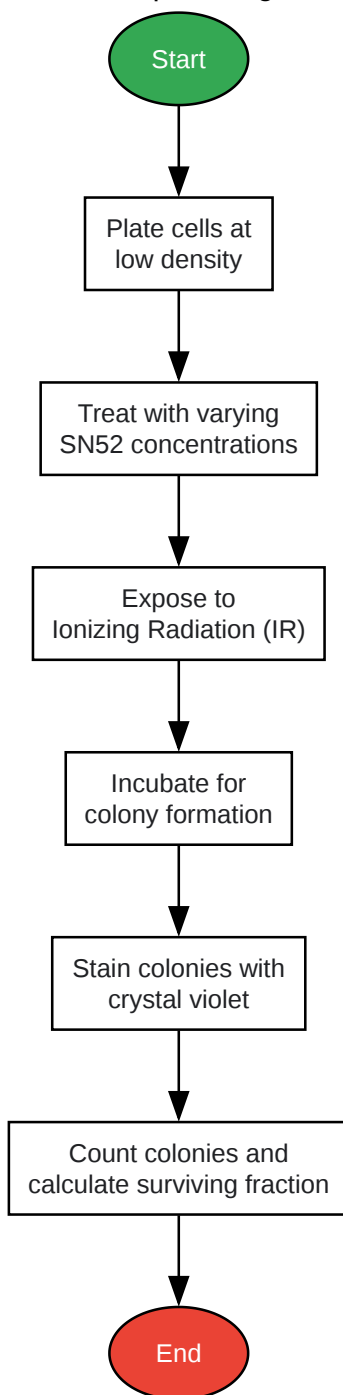 Start
Plate cells at
low density
Treat with varying
SN52 concentrations
Expose to
Ionizing Radiation (IR)
Incubate for
colony formation
Stain colonies with
crystal violet
Count colonies and
calculate surviving fraction
End